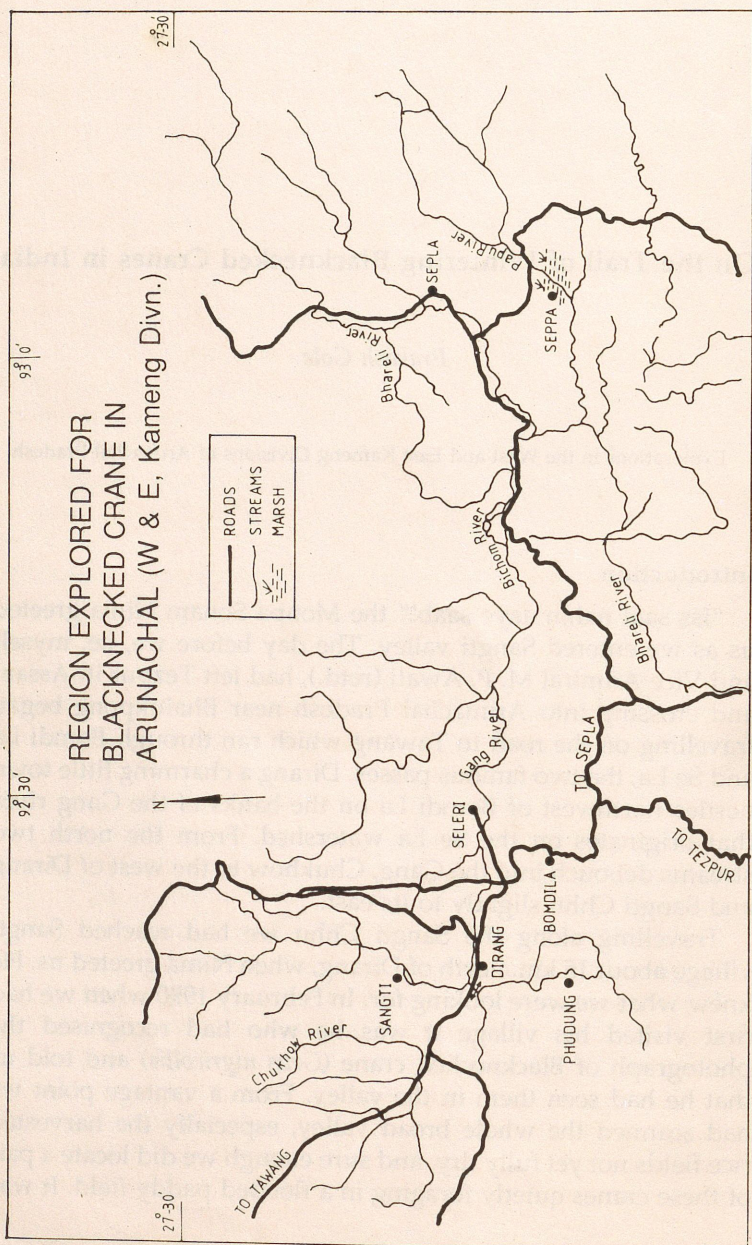 92°|30'
93°|0'
27°-30'
27°-30'
REGION EXPLORED FOR
BLACKNECKED CRANE IN
ARUNACHAL (W & E, Kameng Divn.)
N
ROADS
STREAMS
MARSH
TO TAWANG
Chukhow River
SANGTI
DIRANG
PHUDUNG
SELERI
BOMDILA
Gang River
TO SEPLA
TO TEZPUR
Bichom River
Bhareli River
Bhareli River
SEPLA
Papu River
SEPPA